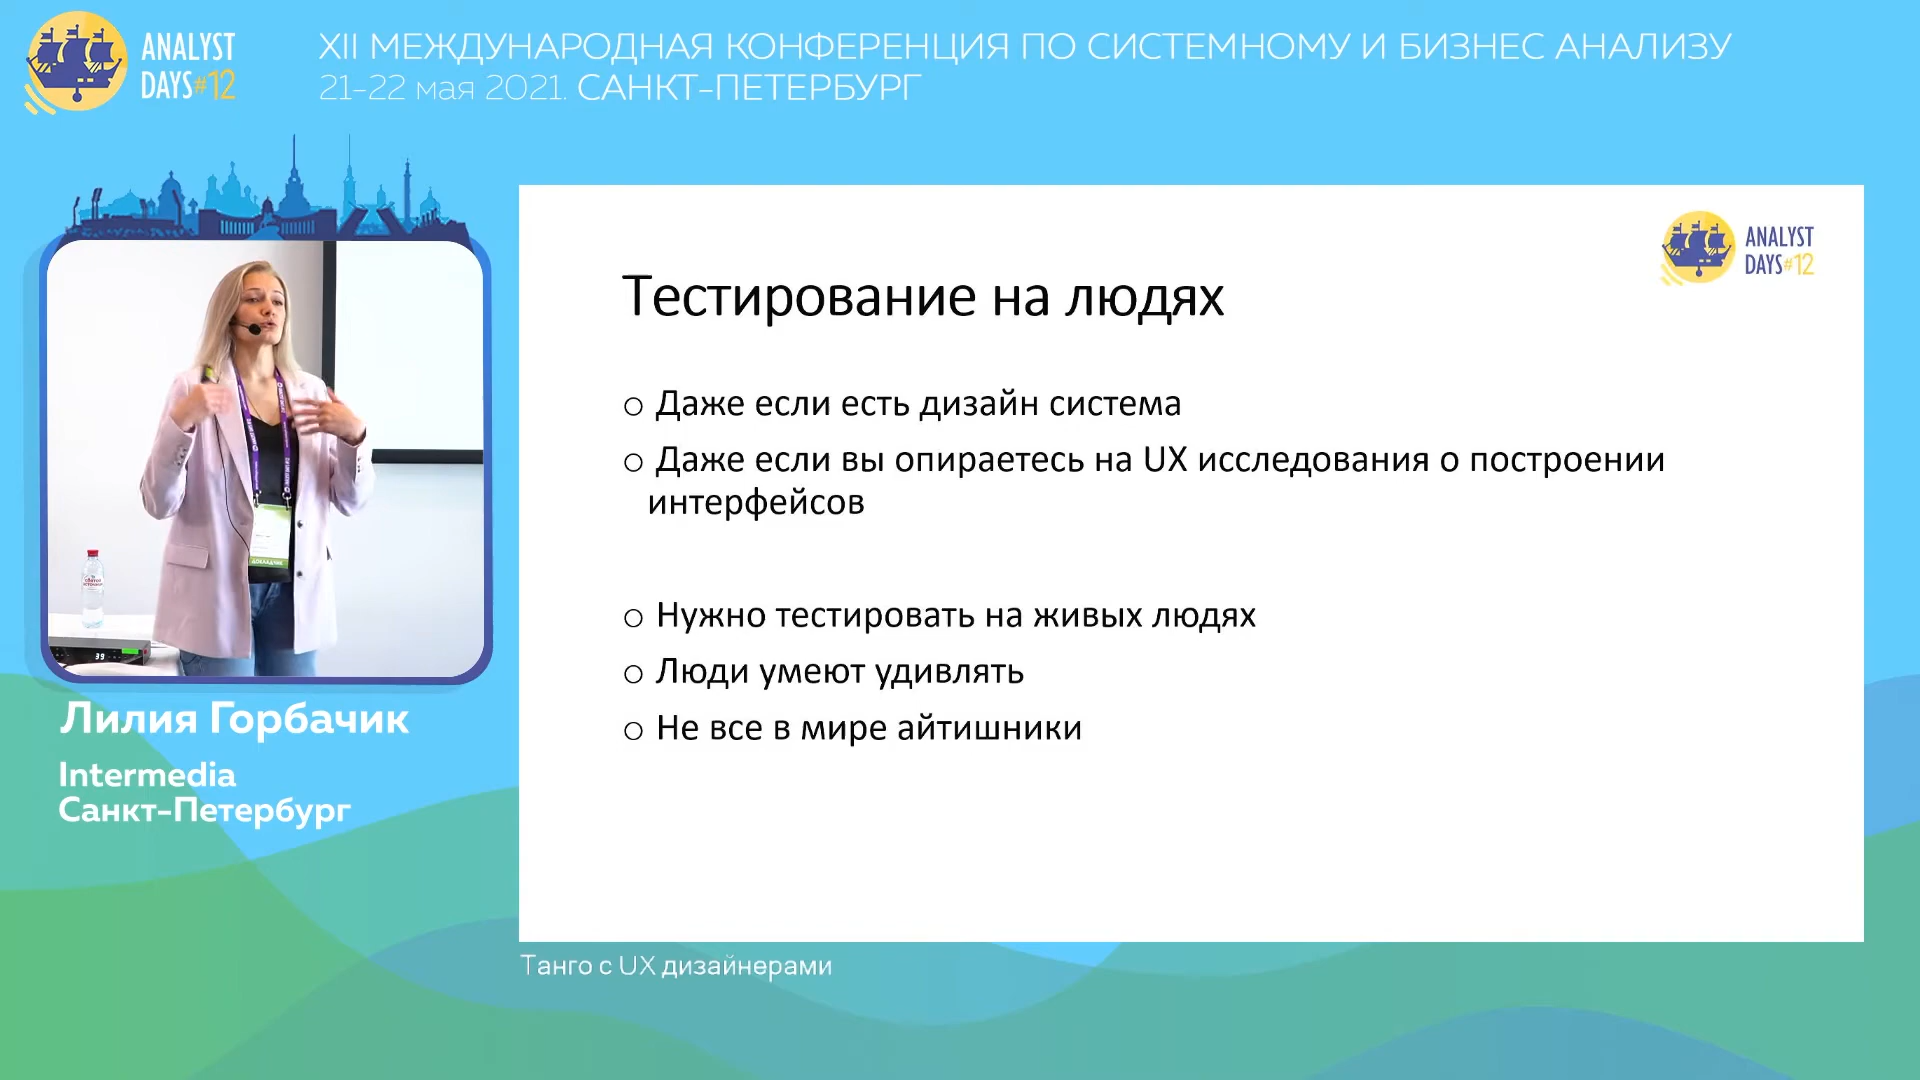 ANALYST
DAYS#12
XII МЕЖДУНАРОДНАЯ КОНФЕРЕНЦИЯ ПО СИСТЕМНОМУ И БИЗНЕС АНАЛИЗУ
21-22 мая 2021. САНКТ-ПЕТЕРБУРГ
ANALYST
DAYS#12
Тестирование на людях
o Даже если есть дизайн система
o Даже если вы опираетесь на UX исследования о построении
интерфейсов
o Нужно тестировать на живых людях
o Люди умеют удивлять
o Не все в мире айтишники
ДОКЛАДЧИК
39
Лилия Горбачик
Intermedia
Санкт-Петербург
Танго с UX дизайнерами